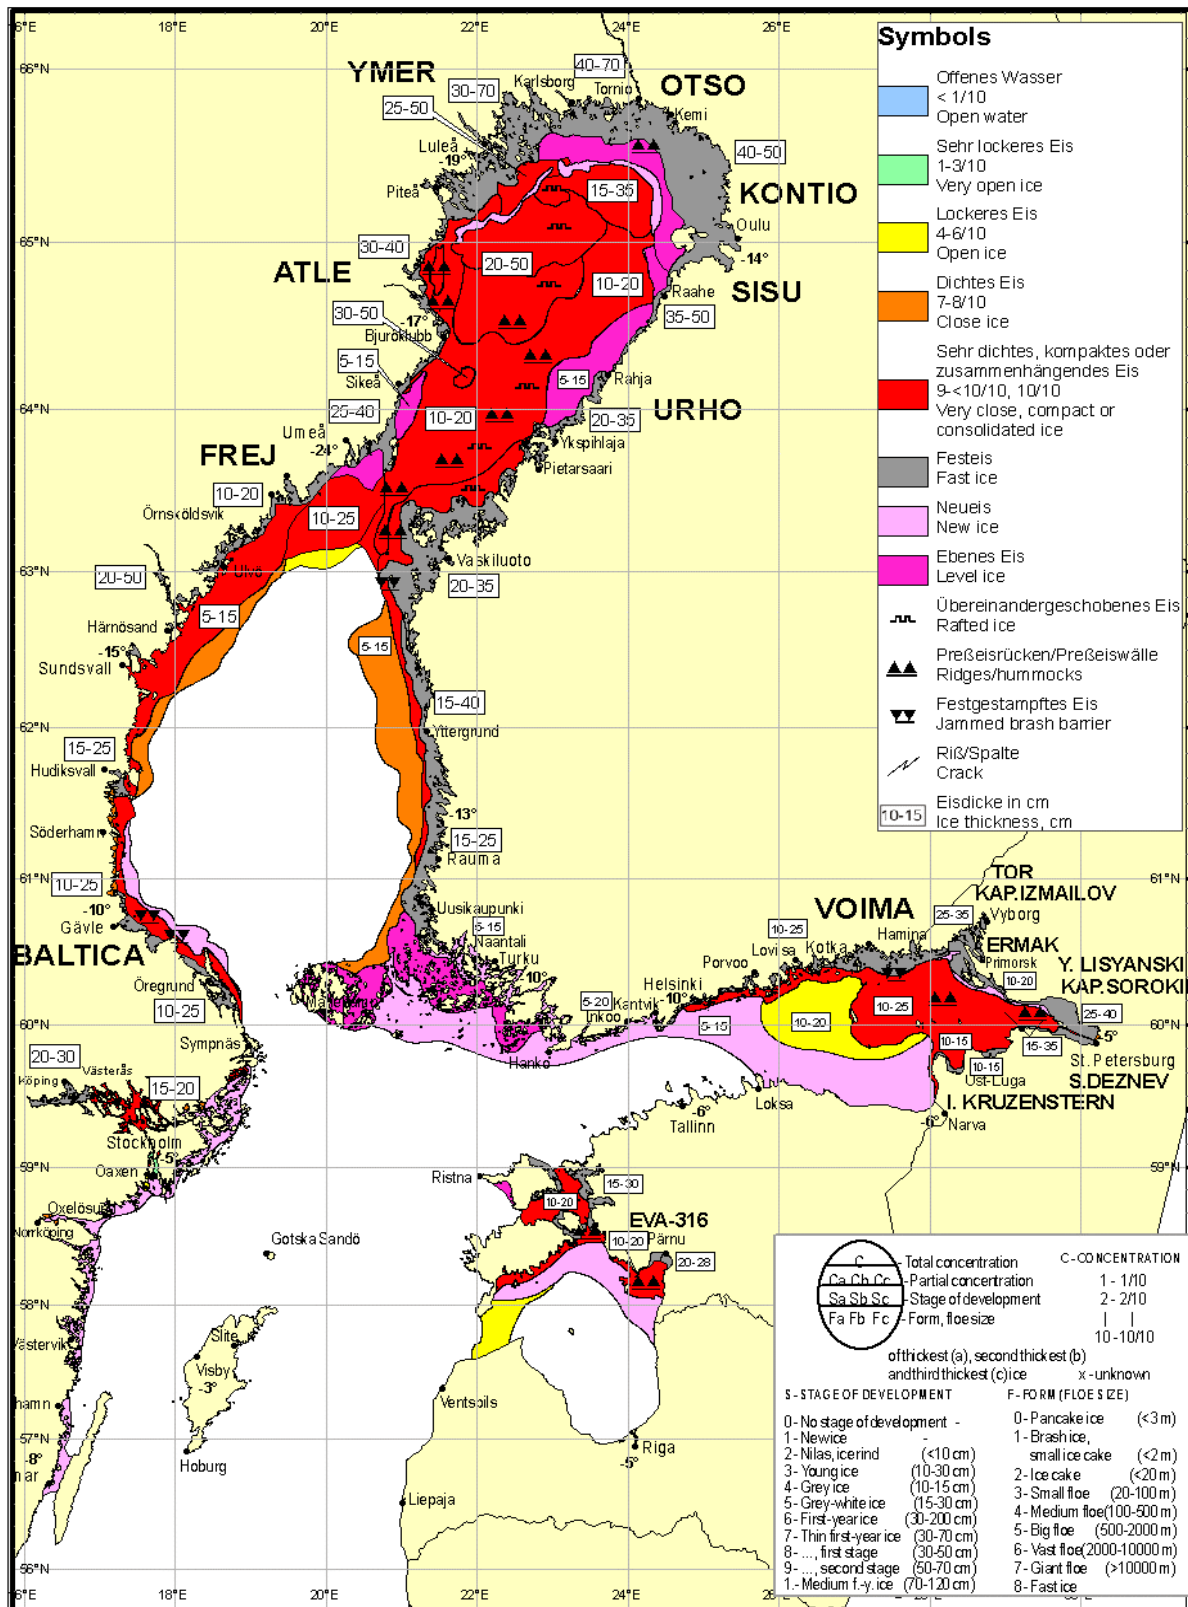 16°E
18°E
20°E
22°E
24°E
26°E
66°N
65°N
64°N
63°N
62°N
61°N
60°N
59°N
58°N
57°N
56°N
61°N
60°N
59°N
16°E
18°E
20°E
22°E
24°E
26°E
28°E
30°E
Symbols
Offenes Wasser
< 1/10
Open water
Sehr lockeres Eis
1-3/10
Very open ice
Lockeres Eis
4-6/10
Open ice
Dichtes Eis
7-8/10
Close ice
Sehr dichtes, kompaktes oder
zusammenhängendes Eis
9-<10/10, 10/10
Very close, compact or
consolidated ice
Festeis
Fast ice
Neueis
New ice
Ebenes Eis
Level ice
Übereinandergeschobenes Eis
Rafted ice
Preßeisrücken/Preßeiswälle
Ridges/hummocks
Festgestampftes Eis
Jammed brash barrier
Riß/Spalte
Crack
10-15
Eisdicke in cm
Ice thickness, cm
YMER
40-70
Karlsborg
Tornio
OTSO
30-70
Kemi
25-50
Luleå
-19°
40-50
Piteå
15-35
KONTIO
Oulu
-14°
30-40
ATLE
20-50
10-20
SISU
Raahe
35-50
-17°
30-50
Bjuröklubb
5-15
Sikeå
5-15
Rahja
25-40
10-20
URHO
20-35
Umeå
-24°
Ykspihlaja
FREJ
Pietarsaari
10-20
10-25
Örnsköldsvik
Vaskiluoto
Ulvö
20-50
20-35
5-15
Härnösand
-15°
Sundsvall
5-15
15-40
Yttergrund
15-25
Hudiksvall
-13°
Söderhamn
15-25
Rauma
10-25
-10°
Gävle
Uusikaupunki
BALTICA
5-15
Naantali
Turku
10°
Öregrund
10-25
Hanko
5-20
Kantvik
Inkoo
Helsinki
10°
Porvoo
Loviisa
10-25
Kotka
Hamina
VOIMA
TOR
KAP.IZMAILOV
25-35
Vyborg
ERMAK
Primorsk
10-20
Y. LISYANSKI
KAP.SOROKI
10-25
10-20
5-15
25-40
-5°
10-15
15-35
10-15
St. Petersburg
Ust-Luga
S.DEZNEV
I. KRUZENSTERN
-6°
Narva
Sympnäs
20-30
Köping
Västerås
15-20
Stockholm
-5°
Oaxen
Oxelösund
Norrköping
Loksa
-6°
Tallinn
Ristna
15-30
10-20
EVA-316
10-20
Pärnu
20-28
Gotska Sandö
Västervik
Slite
Visby
-3°
hamn
-8°
Hoburg
Ventspils
Riga
-5°
Liepaja
C
- Total concentration
Ca Cb Cc
- Partial concentration
Sa Sb Sc
- Stage of development
Fa Fb Fc
- Form, floe size
C - CONCENTRATION
1 - 1/10
2 - 2/10
| |
10 - 10/10
of thickest (a), second thickest (b)
and third thickest (c) ice
x - unknown
S - STAGE OF DEVELOPMENT
0 - No stage of development -
1 - New ice -
2 - Nilas, ice rind (<10 cm)
3 - Young ice (10-30 cm)
4 - Grey ice (10-15 cm)
5 - Grey-white ice (15-30 cm)
6 - First-year ice (30-200 cm)
7 - Thin first-year ice (30-70 cm)
8 - ..., first stage (30-50 cm)
9 - ..., second stage (50-70 cm)
1. - Medium f.-y. ice (70-120 cm)
F - FORM (FLOE SIZE)
0 - Pancake ice (<3 m)
1 - Brash ice,
small ice cake (<2 m)
2 - Ice cake (<20 m)
3 - Small floe (20-100 m)
4 - Medium floe (100-500 m)
5 - Big floe (500-2000 m)
6 - Vast floe (2000-10000 m)
7 - Giant floe (>10000 m)
8 - Fast ice